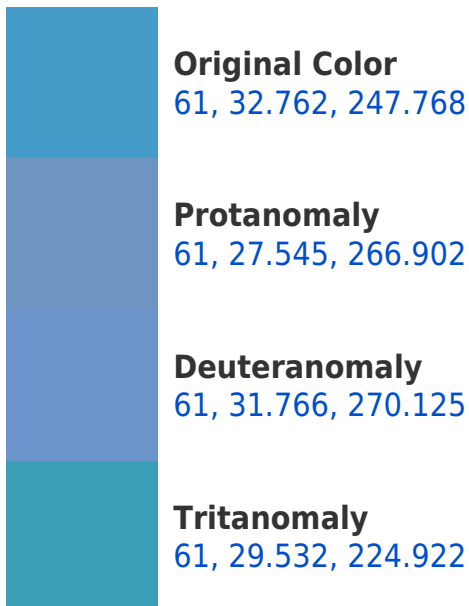 Original Color
61, 32.762, 247.768
Protanomaly
61, 27.545, 266.902
Deuteranomaly
61, 31.766, 270.125
Tritanomaly
61, 29.532, 224.922